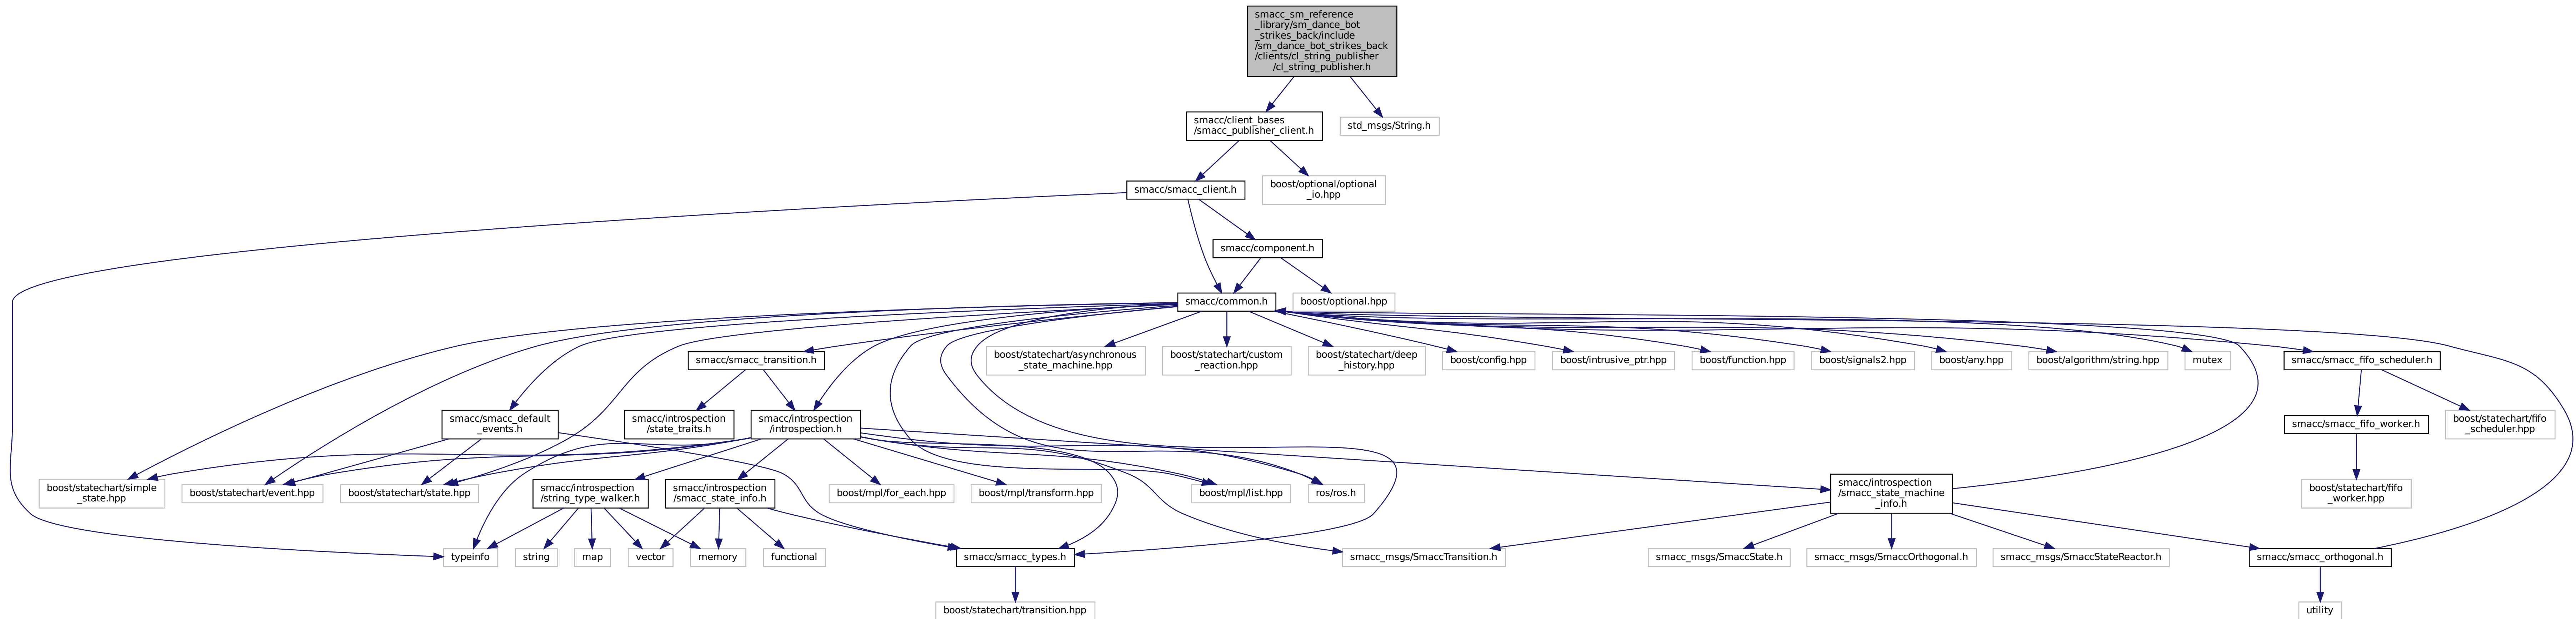 smacc_sm_reference
_library/sm_dance_bot
_strikes_back/include
/sm_dance_bot_strikes_back
/clients/cl_string_publisher
/cl_string_publisher.h
smacc/client_bases
/smacc_publisher_client.h
std_msgs/String.h
smacc/smacc_client.h
boost/optional/optional
_io.hpp
smacc/component.h
smacc/common.h
boost/optional.hpp
smacc/smacc_transition.h
boost/statechart/asynchronous
_state_machine.hpp
boost/statechart/custom
_reaction.hpp
boost/statechart/deep
_history.hpp
boost/config.hpp
boost/intrusive_ptr.hpp
boost/function.hpp
boost/signals2.hpp
boost/any.hpp
boost/algorithm/string.hpp
mutex
smacc/smacc_fifo_scheduler.h
smacc/smacc_default
_events.h
smacc/introspection
/state_traits.h
smacc/introspection
/introspection.h
smacc/smacc_fifo_worker.h
boost/statechart/fifo
_scheduler.hpp
boost/statechart/simple
_state.hpp
boost/statechart/event.hpp
boost/statechart/state.hpp
smacc/introspection
/string_type_walker.h
smacc/introspection
/smacc_state_info.h
boost/mpl/for_each.hpp
boost/mpl/transform.hpp
boost/mpl/list.hpp
ros/ros.h
smacc/introspection
/smacc_state_machine
_info.h
boost/statechart/fifo
_worker.hpp
typeinfo
string
map
vector
memory
functional
smacc/smacc_types.h
smacc_msgs/SmaccTransition.h
smacc_msgs/SmaccState.h
smacc_msgs/SmaccOrthogonal.h
smacc_msgs/SmaccStateReactor.h
smacc/smacc_orthogonal.h
boost/statechart/transition.hpp
utility